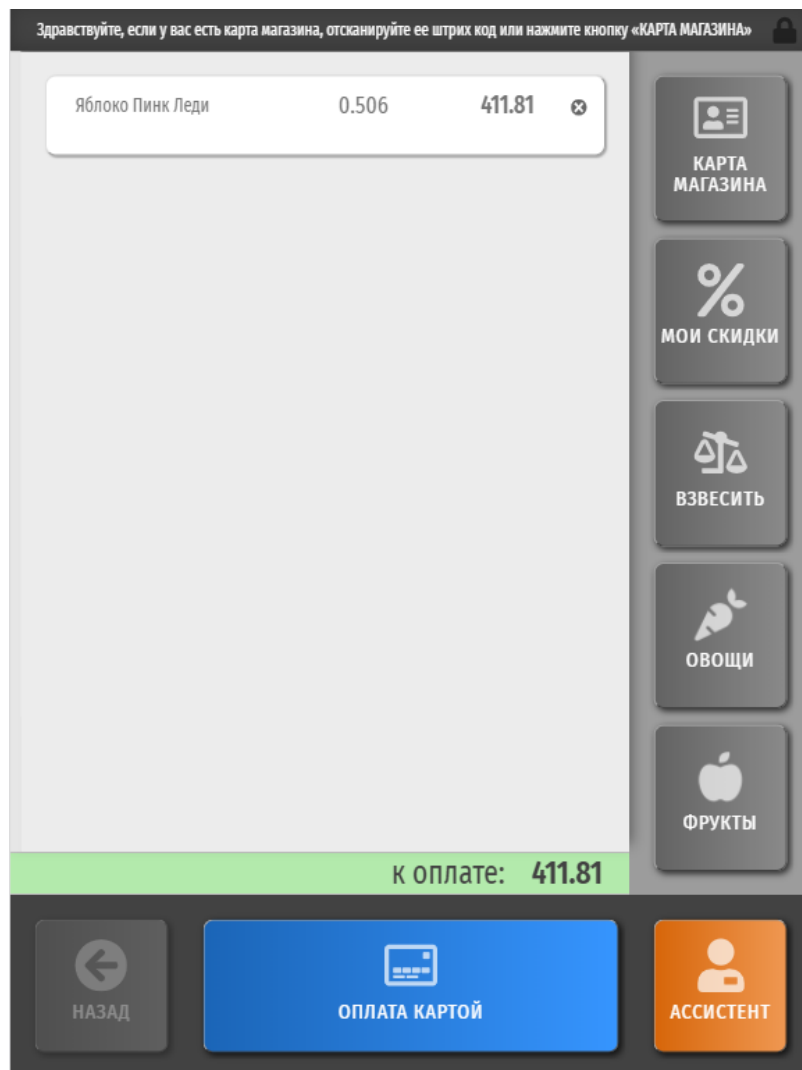 Здравствуйте, если у вас есть карта магазина, отсканируйте ее штрих код или нажмите кнопку «КАРТА МАГАЗИНА»
Яблоко Пинк Леди 0.506 411.81
КАРТА
МАГАЗИНА
МОИ СКИДКИ
ВЗВЕСИТЬ
ОВОЩИ
ФРУКТЫ
к оплате: 411.81
НАЗАД
ОПЛАТА КАРТОЙ
АССИСТЕНТ